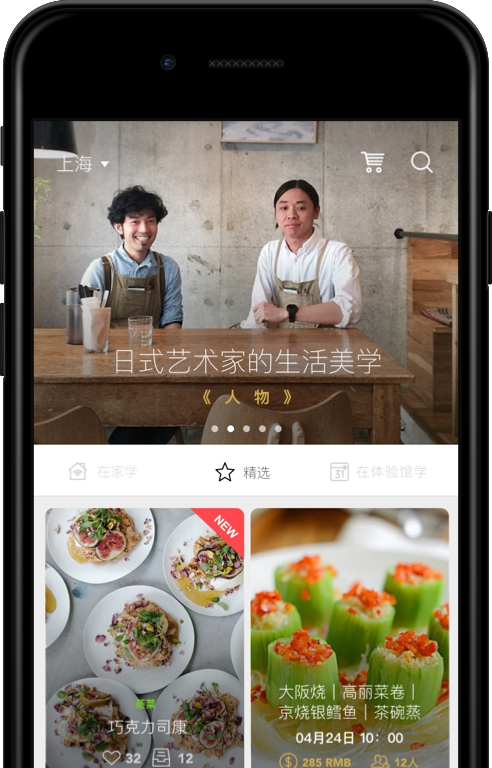 上海
日式艺术家的生活美学
《 人 物 》
在家学
精选
31
在体验馆学
NEW
蒸菜
巧克力司康
32 12
大阪烧｜高丽菜卷｜
京烧银鳕鱼｜茶碗蒸
04月24日 10：00
285 RMB 12人